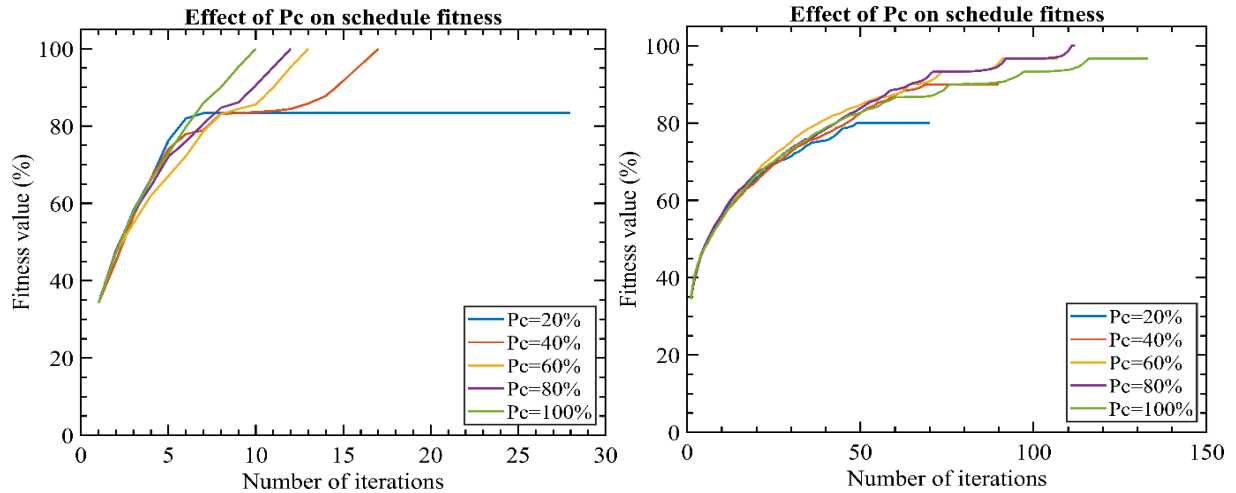 Effect of Pc on schedule fitness
Fitness value (%)
100
80
60
40
20
0
0 5 10 15 20 25 30
Number of iterations
Pc=20%
Pc=40%
Pc=60%
Pc=80%
Pc=100%
Effect of Pc on schedule fitness
Fitness value (%)
100
80
60
40
20
0
0 50 100 150
Number of iterations
Pc=20%
Pc=40%
Pc=60%
Pc=80%
Pc=100%